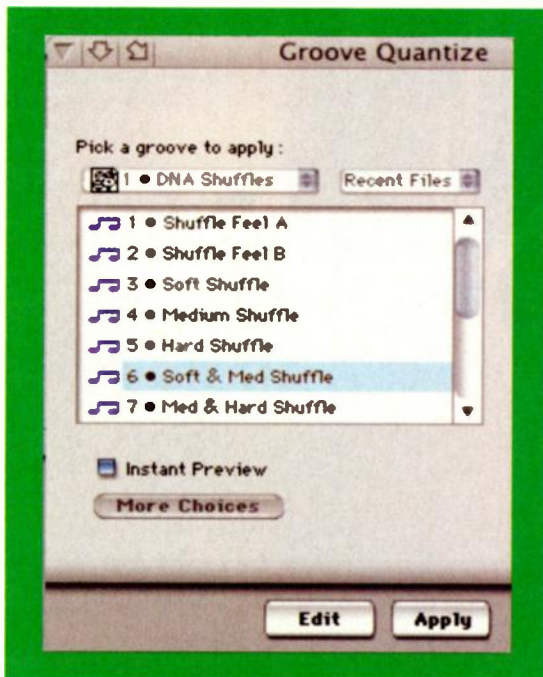 Groove Quantize
Pick a groove to apply :
1 • DNA Shuffles
Recent Files
1 • Shuffle Feel A
2 • Shuffle Feel B
3 • Soft Shuffle
4 • Medium Shuffle
5 • Hard Shuffle
6 • Soft & Med Shuffle
7 • Med & Hard Shuffle
Instant Preview
More Choices
Edit
Apply